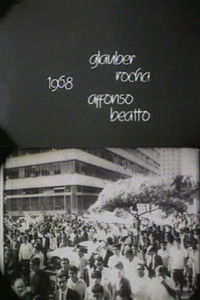 glauber
rocha
1968
affonso
beatto